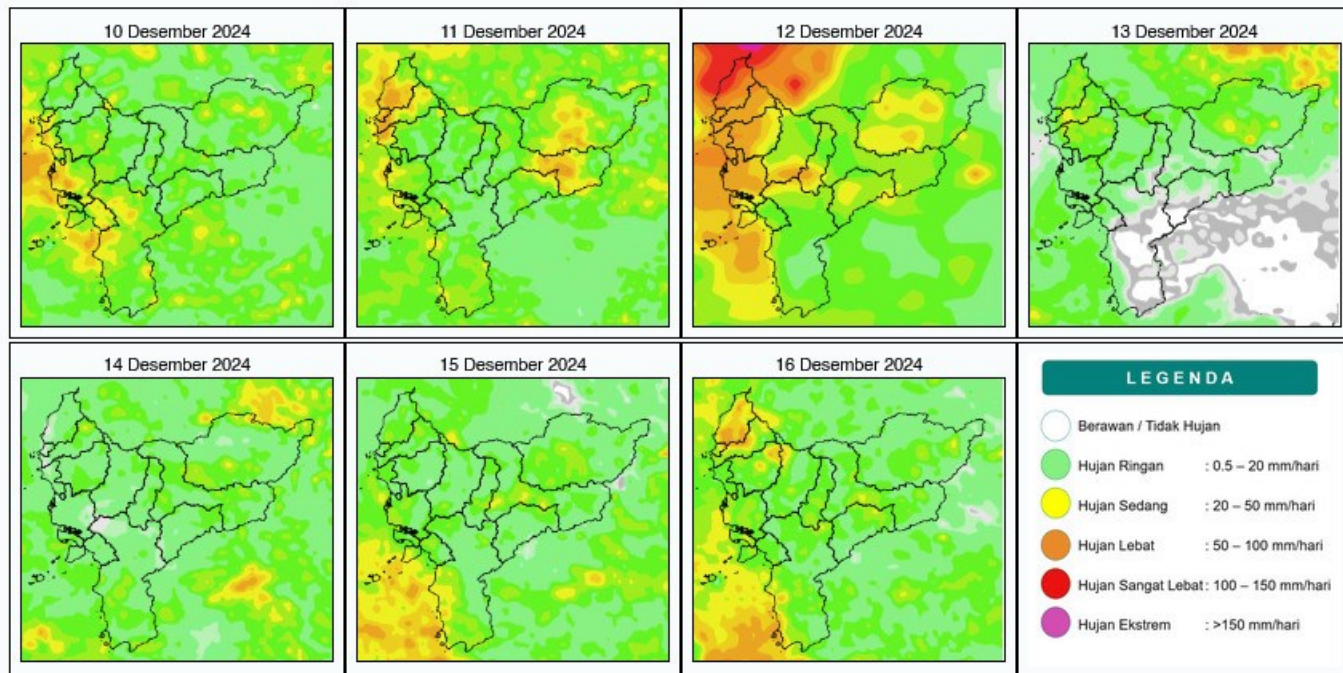 10 Desember 2024
11 Desember 2024
12 Desember 2024
13 Desember 2024
14 Desember 2024
15 Desember 2024
16 Desember 2024
LEGENDA
Berawan / Tidak Hujan
Hujan Ringan : 0.5 – 20 mm/hari
Hujan Sedang : 20 – 50 mm/hari
Hujan Lebat : 50 – 100 mm/hari
Hujan Sangat Lebat : 100 – 150 mm/hari
Hujan Ekstrem : >150 mm/hari